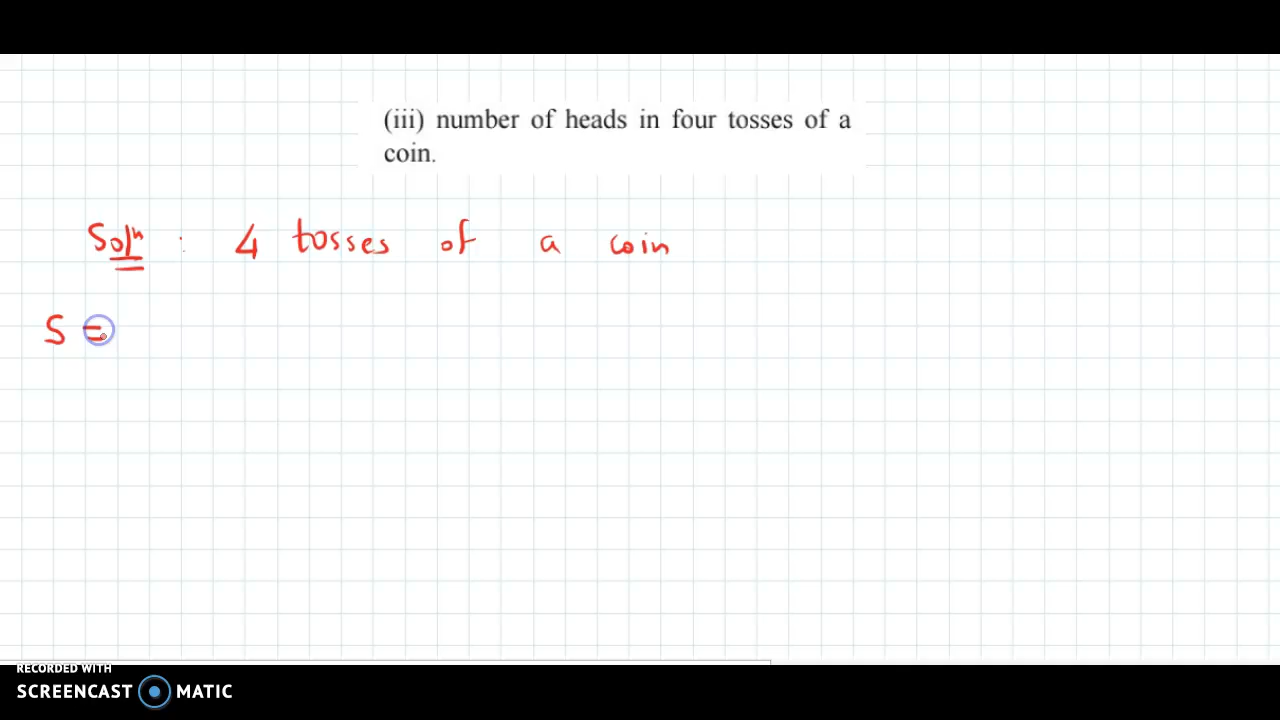 (iii) number of heads in four tosses of a
coin.
Soln : 4 tosses of a coin
S =
RECORDED WITH
SCREENCAST MATIC